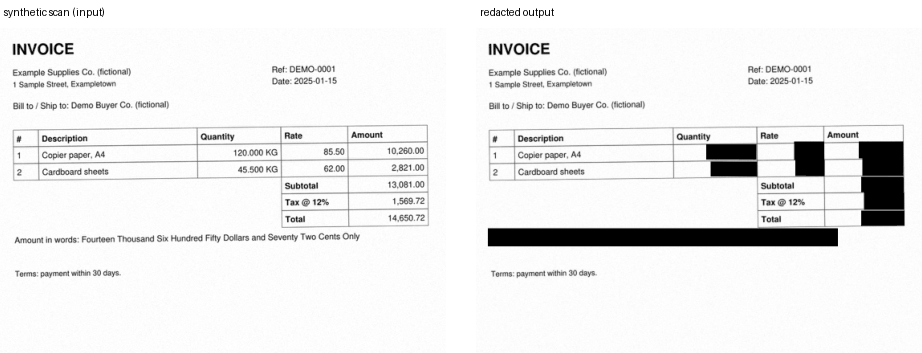 synthetic scan (input)
INVOICE
Example Supplies Co. (fictional)
1 Sample Street, Exampletown
Ref: DEMO-0001
Date: 2025-01-15
Bill to / Ship to: Demo Buyer Co. (fictional)
# Description Quantity Rate Amount
1 Copier paper, A4 120.000 KG 85.50 10,260.00
2 Cardboard sheets 45.500 KG 62.00 2,821.00
Subtotal 13,081.00
Tax @ 12% 1,569.72
Total 14,650.72
Amount in words: Fourteen Thousand Six Hundred Fifty Dollars and Seventy Two Cents Only
Terms: payment within 30 days.
redacted output
INVOICE
Example Supplies Co. (fictional)
1 Sample Street, Exampletown
Ref: DEMO-0001
Date: 2025-01-15
Bill to / Ship to: Demo Buyer Co. (fictional)
# Description Quantity Rate Amount
1 Copier paper, A4
2 Cardboard sheets
Subtotal
Tax @ 12%
Total
Terms: payment within 30 days.